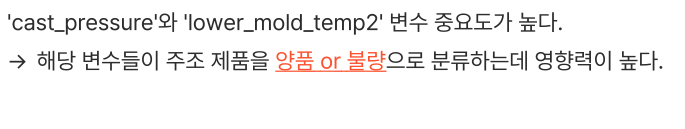 'cast_pressure'와 'lower_mold_temp2' 변수 중요도가 높다.
→ 해당 변수들이 주조 제품을 양품 or 불량으로 분류하는데 영향력이 높다.